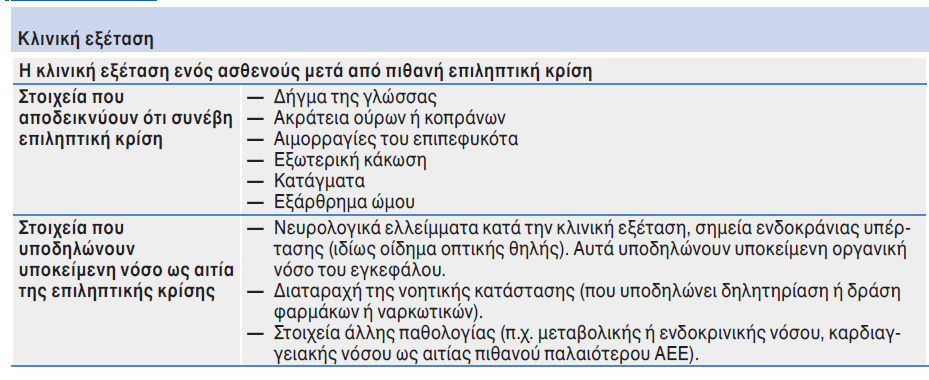 Κλινική εξέταση
Η κλινική εξέταση ενός ασθενούς μετά από πιθανή επιληπτική κρίση
Στοιχεία που
αποδεικνύουν ότι συνέβη
επιληπτική κρίση
— Δήγμα της γλώσσας
— Ακράτεια ούρων ή κοπράνων
— Αιμορραγίες του επιπεφυκότα
— Εξωτερική κάκωση
— Κατάγματα
— Εξάρθρημα ώμου
Στοιχεία που
υποδηλώνουν
υποκείμενη νόσο ως αιτία
της επιληπτικής κρίσης
— Νευρολογικά ελλείμματα κατά την κλινική εξέταση, σημεία ενδοκράνιας υπέρ-
τασης (ιδίως οίδημα οπτικής θηλής). Αυτά υποδηλώνουν υποκείμενη οργανική
νόσο του εγκεφάλου.
— Διαταραχή της νοητικής κατάστασης (που υποδηλώνει δηλητηρίαση ή δράση
φαρμάκων ή ναρκωτικών).
— Στοιχεία άλλης παθολογίας (π.χ. μεταβολικής ή ενδοκρινικής νόσου, καρδιαγ-
γειακής νόσου ως αιτίας πιθανού παλαιότερου ΑΕΕ).